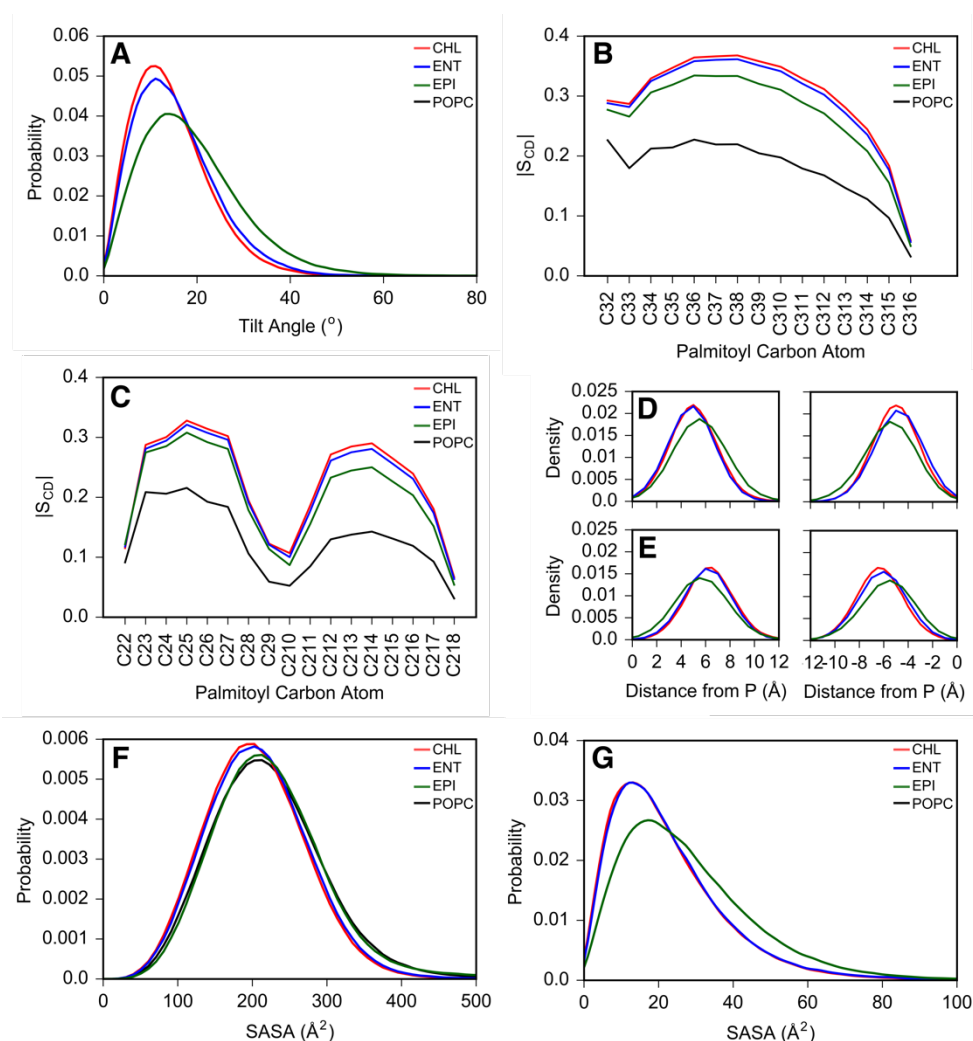 A
CHL
ENT
EPI
POPC
0.06
0.05
0.04
0.03
0.02
0.01
0.0
Probability
0 20 40 60 80
Tilt Angle (o)
B
CHL
ENT
EPI
POPC
0.4
0.3
0.2
0.1
0.0
|SCD|
C32 C33 C34 C35 C36 C37 C38 C39 C310 C311 C312 C313 C314 C315 C316
Palmitoyl Carbon Atom
C
CHL
ENT
EPI
POPC
0.4
0.3
0.2
0.1
0.0
|SCD|
C22 C23 C24 C25 C26 C27 C28 C29 C210 C211 C212 C213 C214 C215 C216 C217 C218
Palmitoyl Carbon Atom
D
0.025
0.020
0.015
0.01
0.005
0.0
Density
E
0.025
0.020
0.015
0.01
0.005
0.0
Density
0 2 4 6 8 10 12
-12 -10 -8 -6 -4 -2 0
Distance from P (Å)
Distance from P (Å)
F
CHL
ENT
EPI
POPC
0.006
0.005
0.004
0.003
0.002
0.001
0.0
Probability
0 100 200 300 400 500
SASA (Å2)
G
CHL
ENT
EPI
POPC
0.04
0.03
0.02
0.01
0.0
Probability
0 20 40 60 80 100
SASA (Å2)